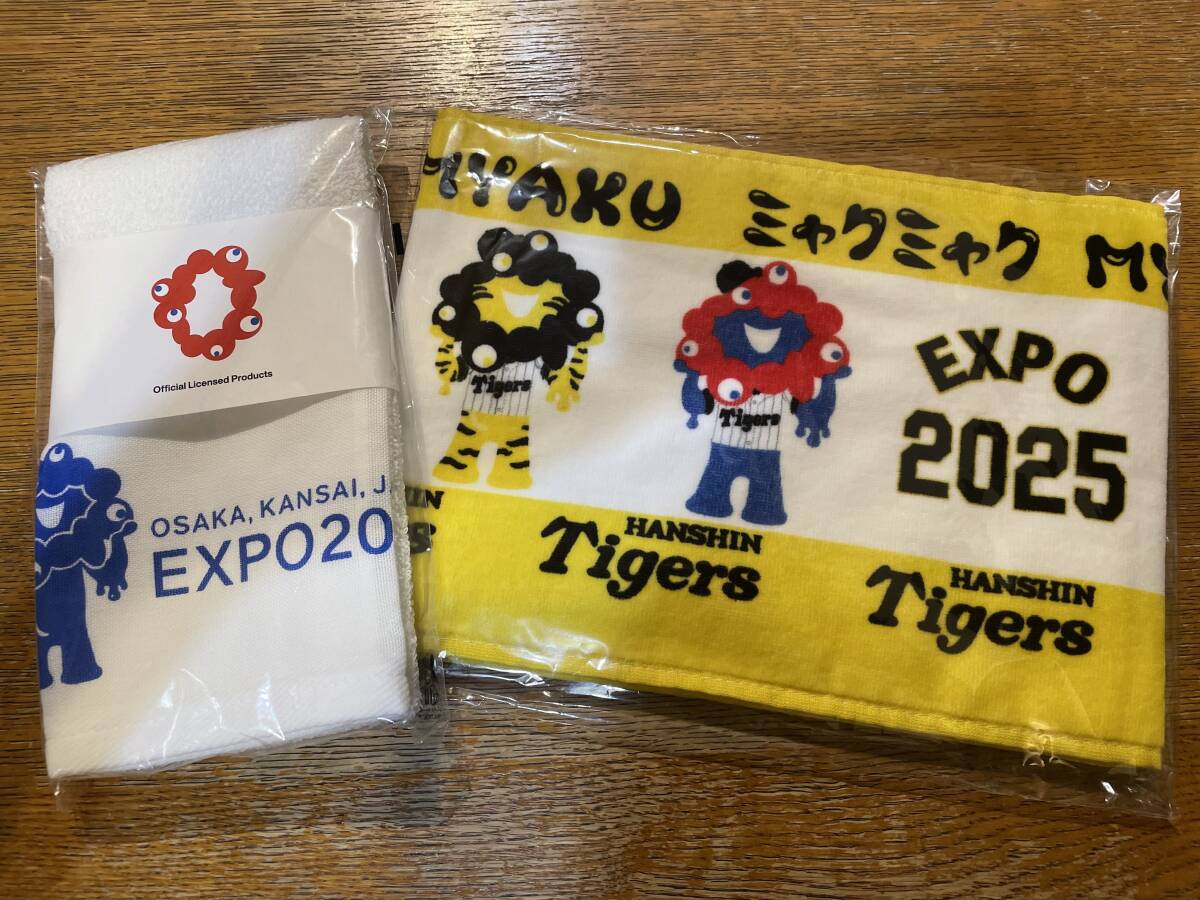 Official Licensed Products
OSAKA, KANSAI, J
EXPO20
MYAKU ミャクミャク MY
Tigers
Tigers
EXPO
2025
HANSHIN
Tigers
HANSHIN
Tigers